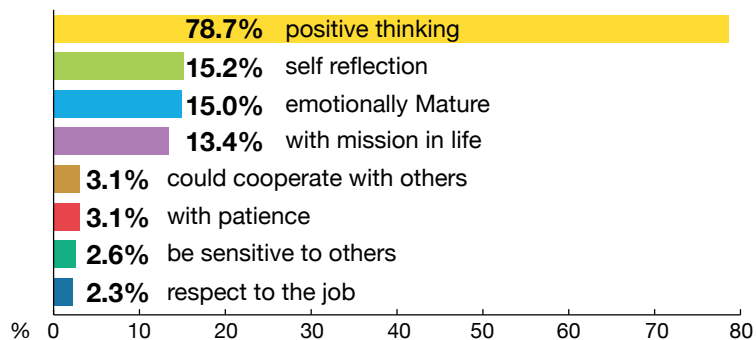 78.7% positive thinking
15.2% self reflection
15.0% emotionally Mature
13.4% with mission in life
3.1% could cooperate with others
3.1% with patience
2.6% be sensitive to others
2.3% respect to the job
% 0 10 20 30 40 50 60 70 80